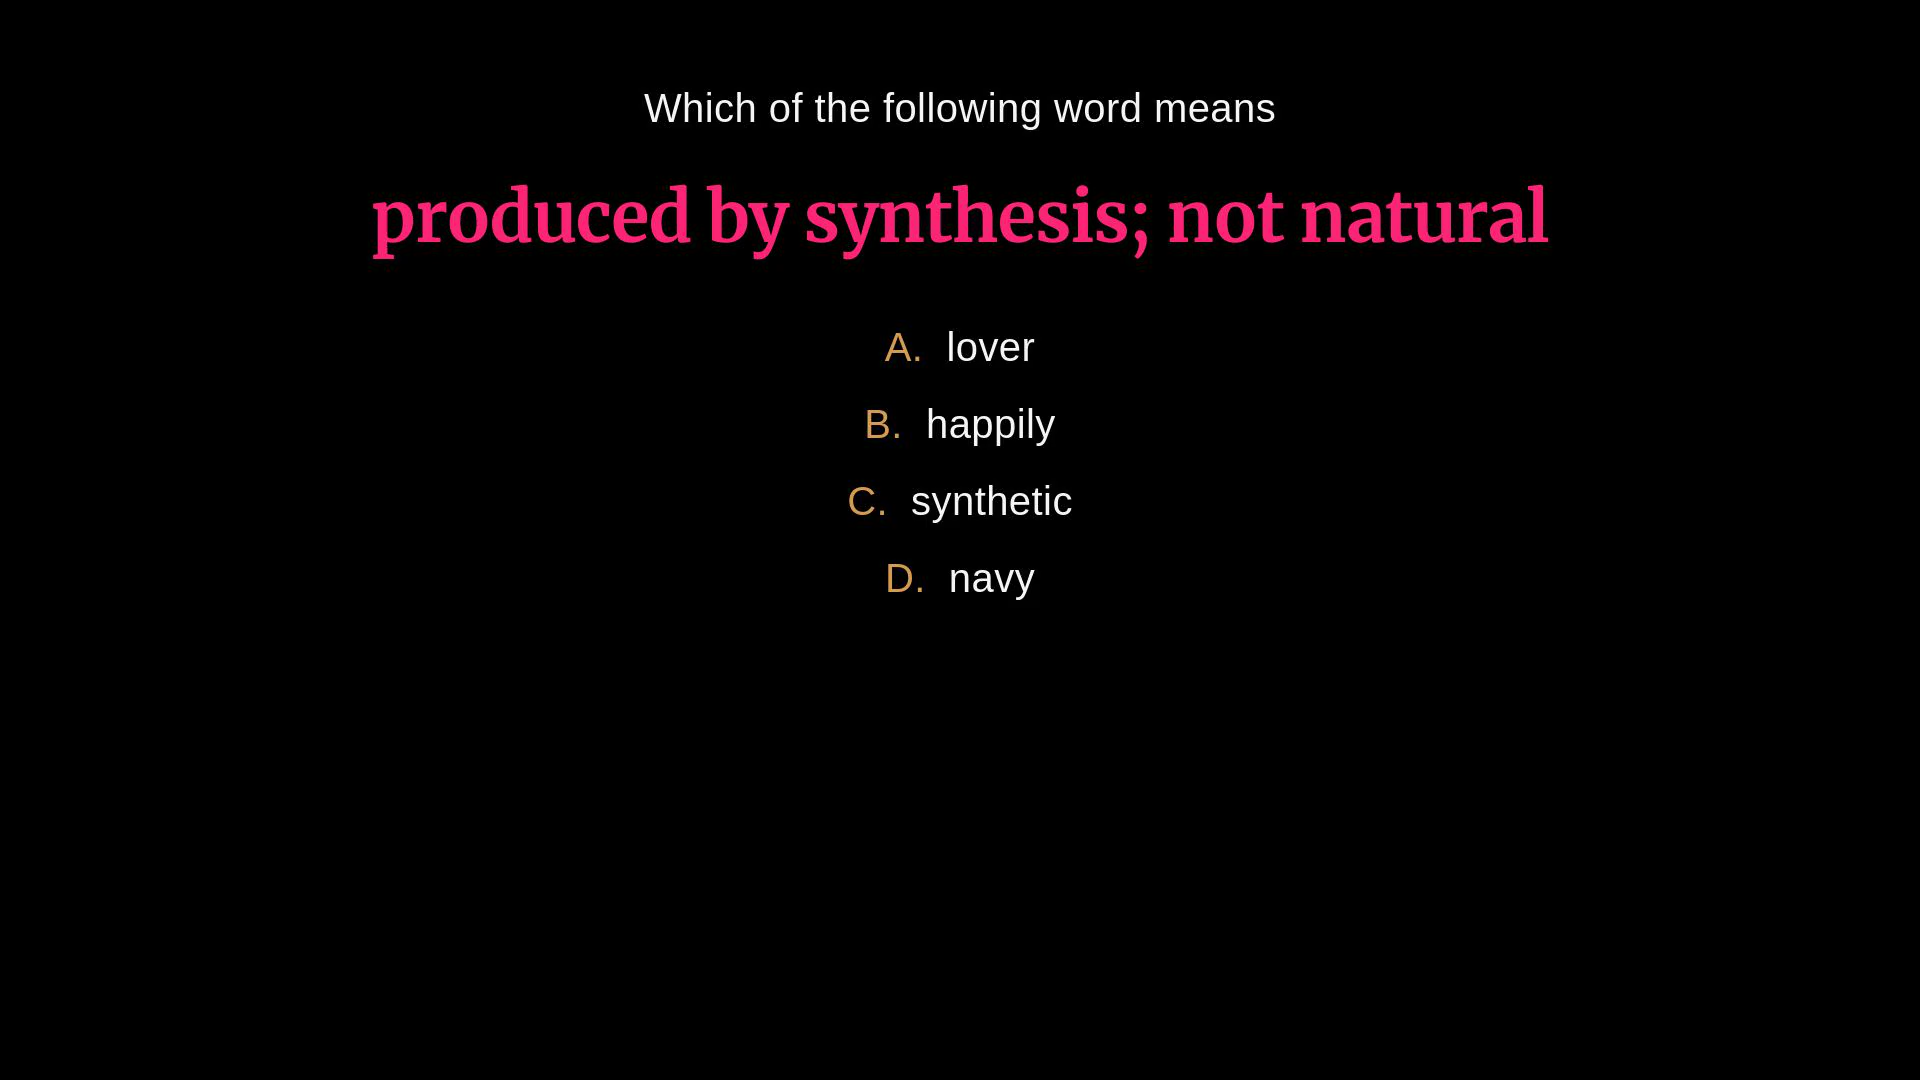 Which of the following word means
produced by synthesis; not natural
A. lover
B. happily
C. synthetic
D. navy